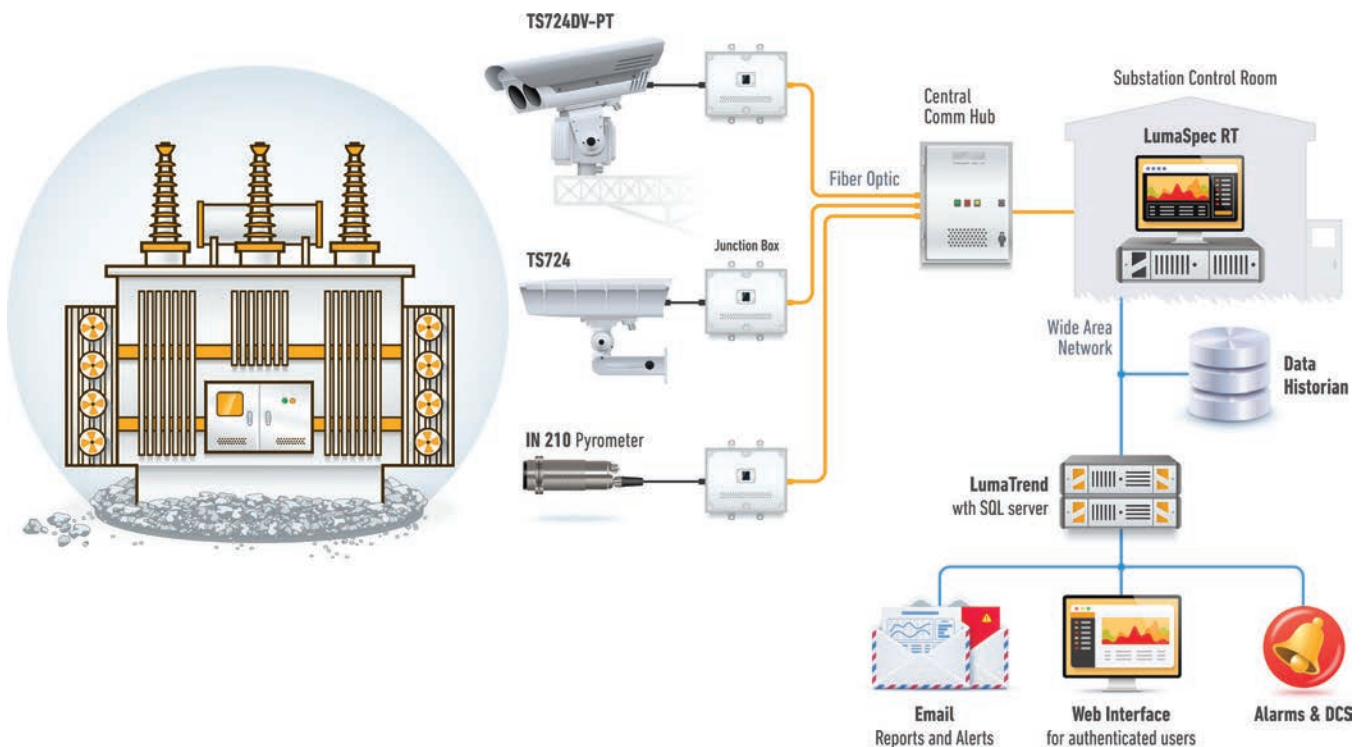 TS724DV-PT
Central
Comm Hub
Substation Control Room
LumaSpec RT
Fiber Optic
Junction Box
TS724
Wide Area
Network
Data
Historian
IN 210 Pyrometer
LumaTrend
wth SQL server
Email
Reports and Alerts
Web Interface
for authenticated users
Alarms & DCS